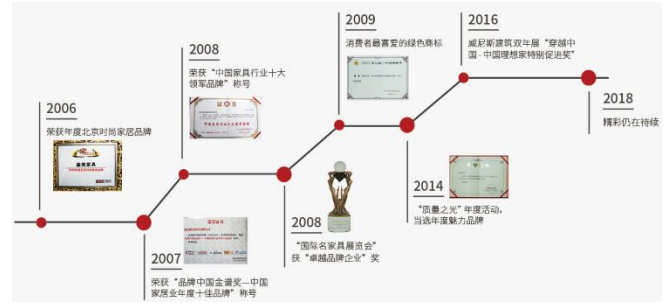 2006
荣获年度北京时尚家居品牌
2007
荣获“品牌中国金谱奖—中国
家居业年度十佳品牌”称号
2008
荣获“中国家具行业十大
领军品牌”称号
2008
“国际名家具展览会”
获“卓越品牌企业”奖
2009
消费者最喜爱的绿色商标
2014
“质量之光”年度活动，
当选年度魅力品牌
2016
威尼斯建筑双年展“穿越中
国-中国理想家特别促进奖”
2018
精彩仍在待续